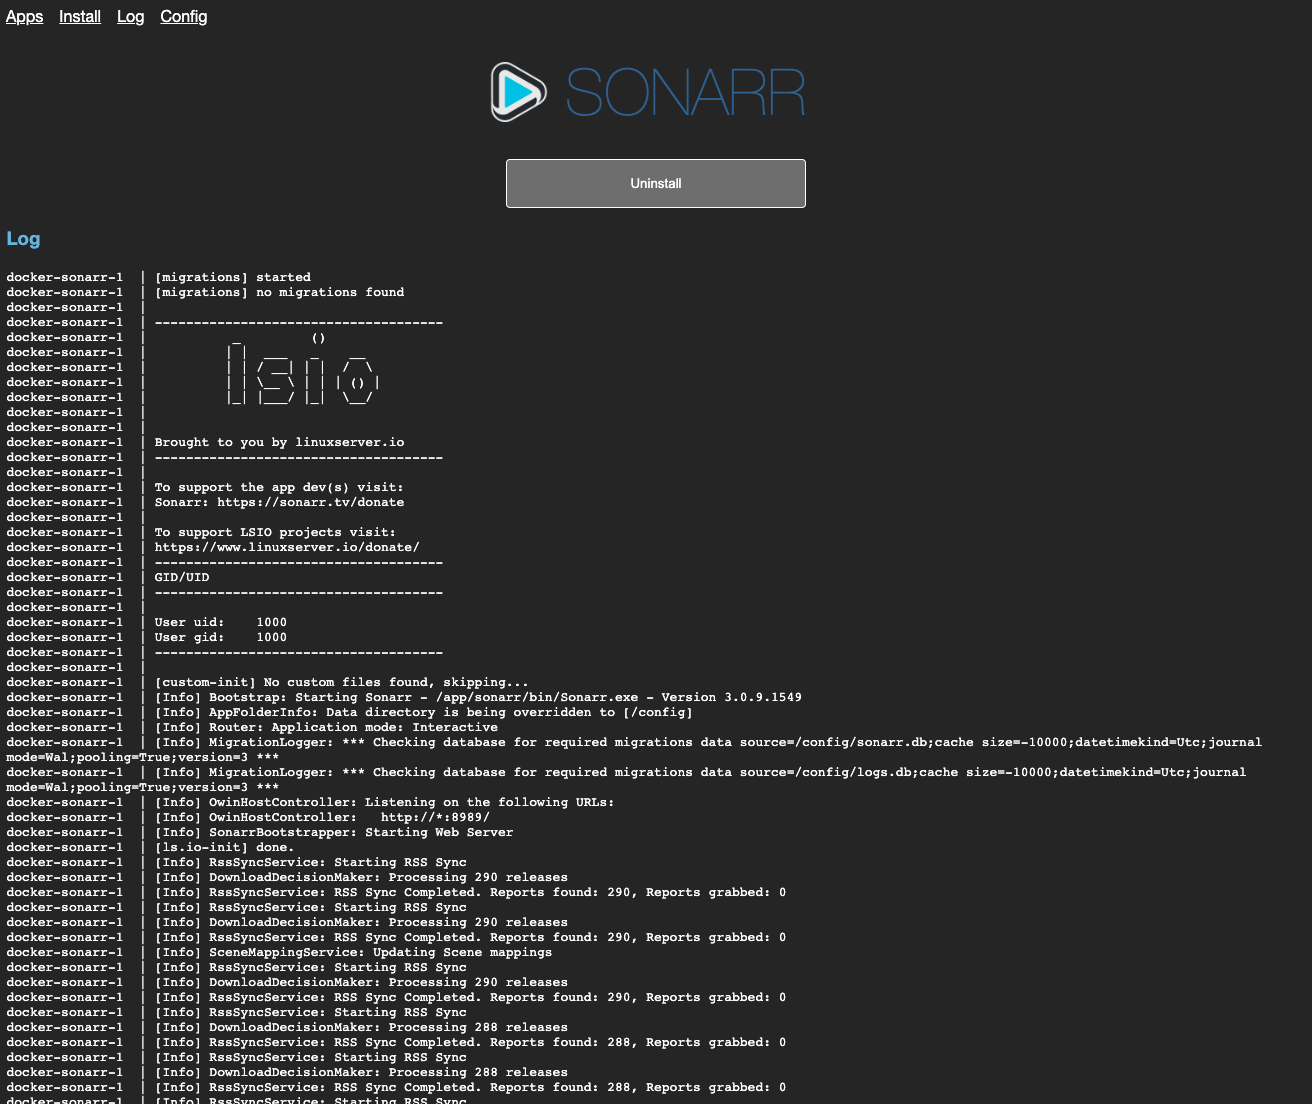 Apps Install Log Config
SONARR
Uninstall
Log
docker-sonarr-1  | [migrations] started
docker-sonarr-1  | [migrations] no migrations found
docker-sonarr-1  |
docker-sonarr-1  | -------------------------------------
docker-sonarr-1  |           _         ()
docker-sonarr-1  |          | |  ___   _    __
docker-sonarr-1  |          | | / __| | |  /  \
docker-sonarr-1  |          | | \__ \ | | | () |
docker-sonarr-1  |          |_| |___/ |_|  \__/
docker-sonarr-1  |
docker-sonarr-1  |
docker-sonarr-1  | Brought to you by linuxserver.io
docker-sonarr-1  | -------------------------------------
docker-sonarr-1  |
docker-sonarr-1  | To support the app dev(s) visit:
docker-sonarr-1  | Sonarr: https://sonarr.tv/donate
docker-sonarr-1  |
docker-sonarr-1  | To support LSIO projects visit:
docker-sonarr-1  | https://www.linuxserver.io/donate/
docker-sonarr-1  | -------------------------------------
docker-sonarr-1  | GID/UID
docker-sonarr-1  | -------------------------------------
docker-sonarr-1  |
docker-sonarr-1  | User uid:    1000
docker-sonarr-1  | User gid:    1000
docker-sonarr-1  | -------------------------------------
docker-sonarr-1  |
docker-sonarr-1  | [custom-init] No custom files found, skipping...
docker-sonarr-1  | [Info] Bootstrap: Starting Sonarr - /app/sonarr/bin/Sonarr.exe - Version 3.0.9.1549
docker-sonarr-1  | [Info] AppFolderInfo: Data directory is being overridden to [/config]
docker-sonarr-1  | [Info] Router: Application mode: Interactive
docker-sonarr-1  | [Info] MigrationLogger: *** Checking database for required migrations data source=/config/sonarr.db;cache size=-10000;datetimekind=Utc;journal
mode=Wal;pooling=True;version=3 ***
docker-sonarr-1  | [Info] MigrationLogger: *** Checking database for required migrations data source=/config/logs.db;cache size=-10000;datetimekind=Utc;journal
mode=Wal;pooling=True;version=3 ***
docker-sonarr-1  | [Info] OwinHostController: Listening on the following URLs:
docker-sonarr-1  | [Info] OwinHostController:   http://*:8989/
docker-sonarr-1  | [Info] SonarrBootstrapper: Starting Web Server
docker-sonarr-1  | [ls.io-init] done.
docker-sonarr-1  | [Info] RssSyncService: Starting RSS Sync
docker-sonarr-1  | [Info] DownloadDecisionMaker: Processing 290 releases
docker-sonarr-1  | [Info] RssSyncService: RSS Sync Completed. Reports found: 290, Reports grabbed: 0
docker-sonarr-1  | [Info] RssSyncService: Starting RSS Sync
docker-sonarr-1  | [Info] DownloadDecisionMaker: Processing 290 releases
docker-sonarr-1  | [Info] RssSyncService: RSS Sync Completed. Reports found: 290, Reports grabbed: 0
docker-sonarr-1  | [Info] SceneMappingService: Updating Scene mappings
docker-sonarr-1  | [Info] RssSyncService: Starting RSS Sync
docker-sonarr-1  | [Info] DownloadDecisionMaker: Processing 290 releases
docker-sonarr-1  | [Info] RssSyncService: RSS Sync Completed. Reports found: 290, Reports grabbed: 0
docker-sonarr-1  | [Info] RssSyncService: Starting RSS Sync
docker-sonarr-1  | [Info] DownloadDecisionMaker: Processing 288 releases
docker-sonarr-1  | [Info] RssSyncService: RSS Sync Completed. Reports found: 288, Reports grabbed: 0
docker-sonarr-1  | [Info] RssSyncService: Starting RSS Sync
docker-sonarr-1  | [Info] DownloadDecisionMaker: Processing 288 releases
docker-sonarr-1  | [Info] RssSyncService: RSS Sync Completed. Reports found: 288, Reports grabbed: 0
docker-sonarr-1  | [Info] RssSyncService: Starting RSS Sync